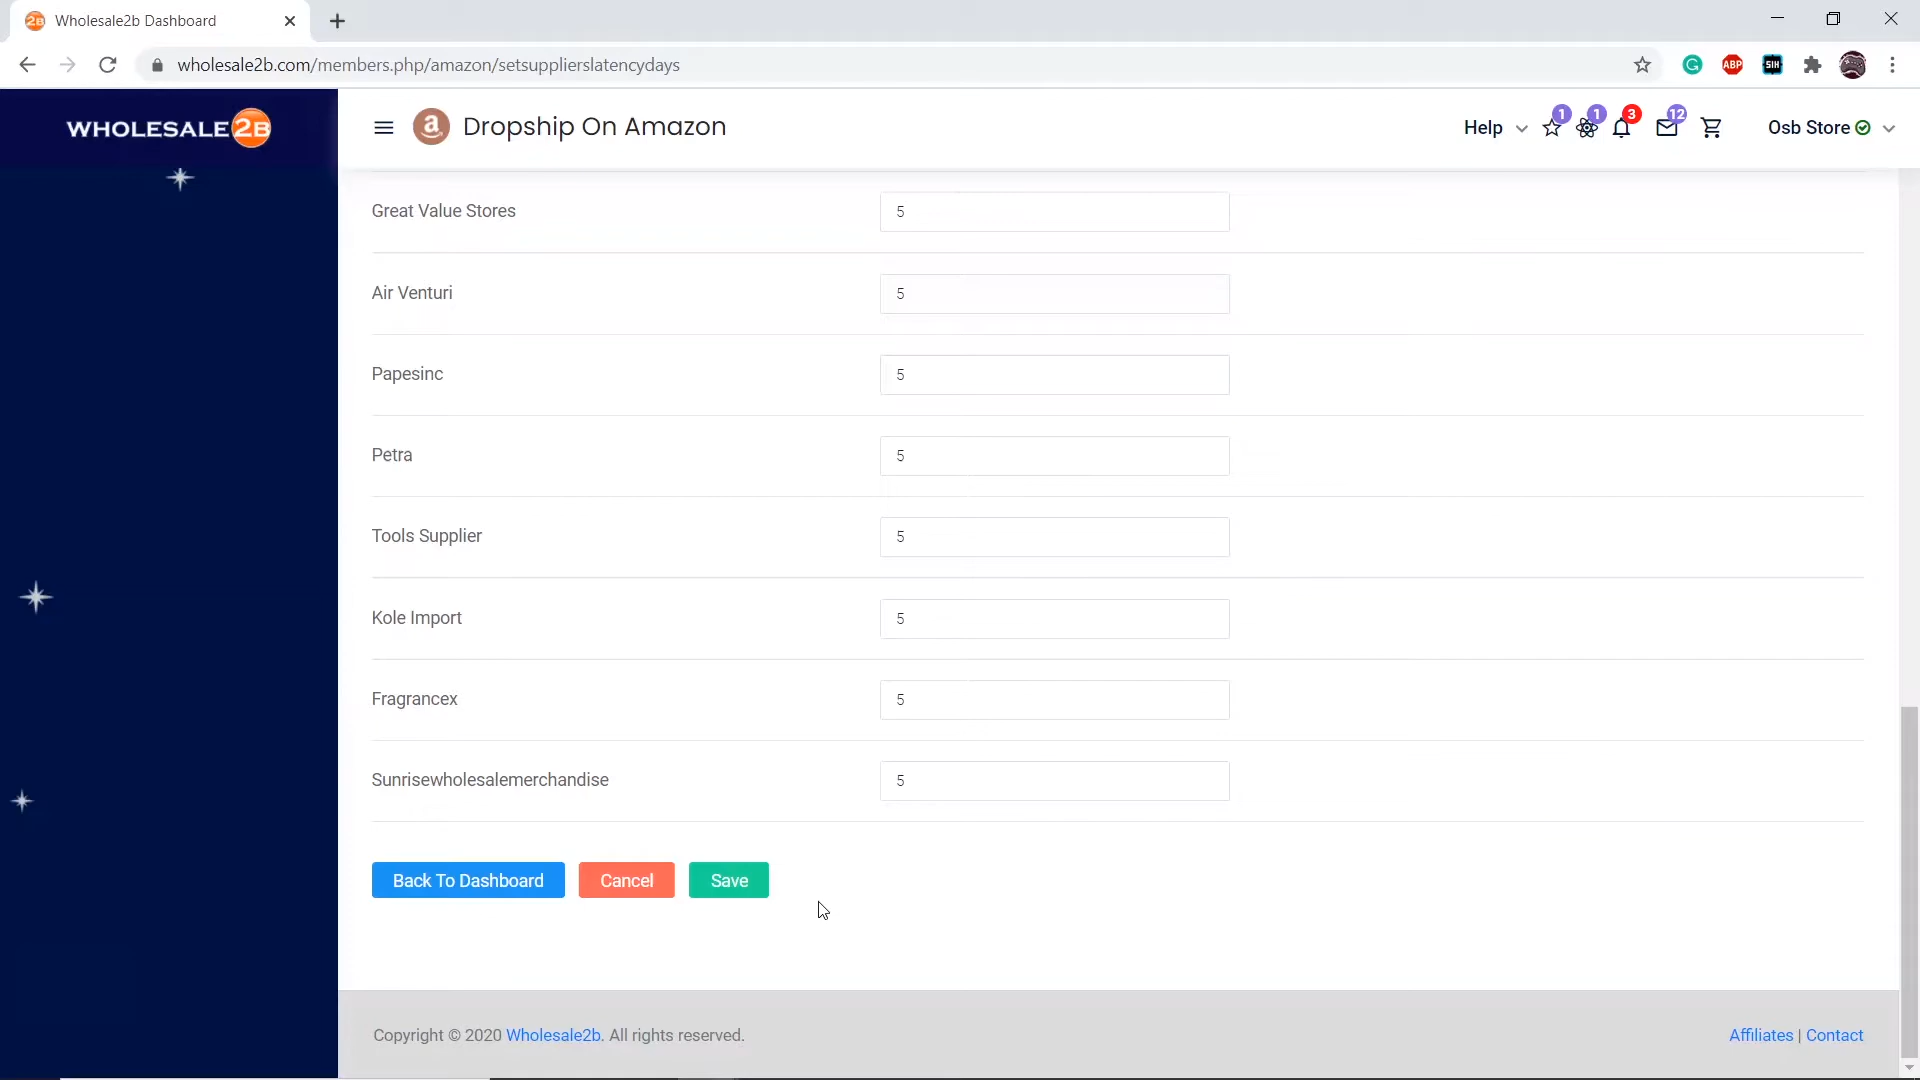 Wholesale2b Dashboard
wholesale2b.com/members.php/amazon/setsupplierslatencydays
ABP
SIH
WHOLESALE2B
Dropship On Amazon
Help
1
1
3
12
Osb Store
Great Value Stores 5
Air Venturi 5
Papesinc 5
Petra 5
Tools Supplier 5
Kole Import 5
Fragrancex 5
Sunrisewholesalemerchandise 5
Back To Dashboard
Cancel
Save
Copyright © 2020 Wholesale2b. All rights reserved.
Affiliates | Contact